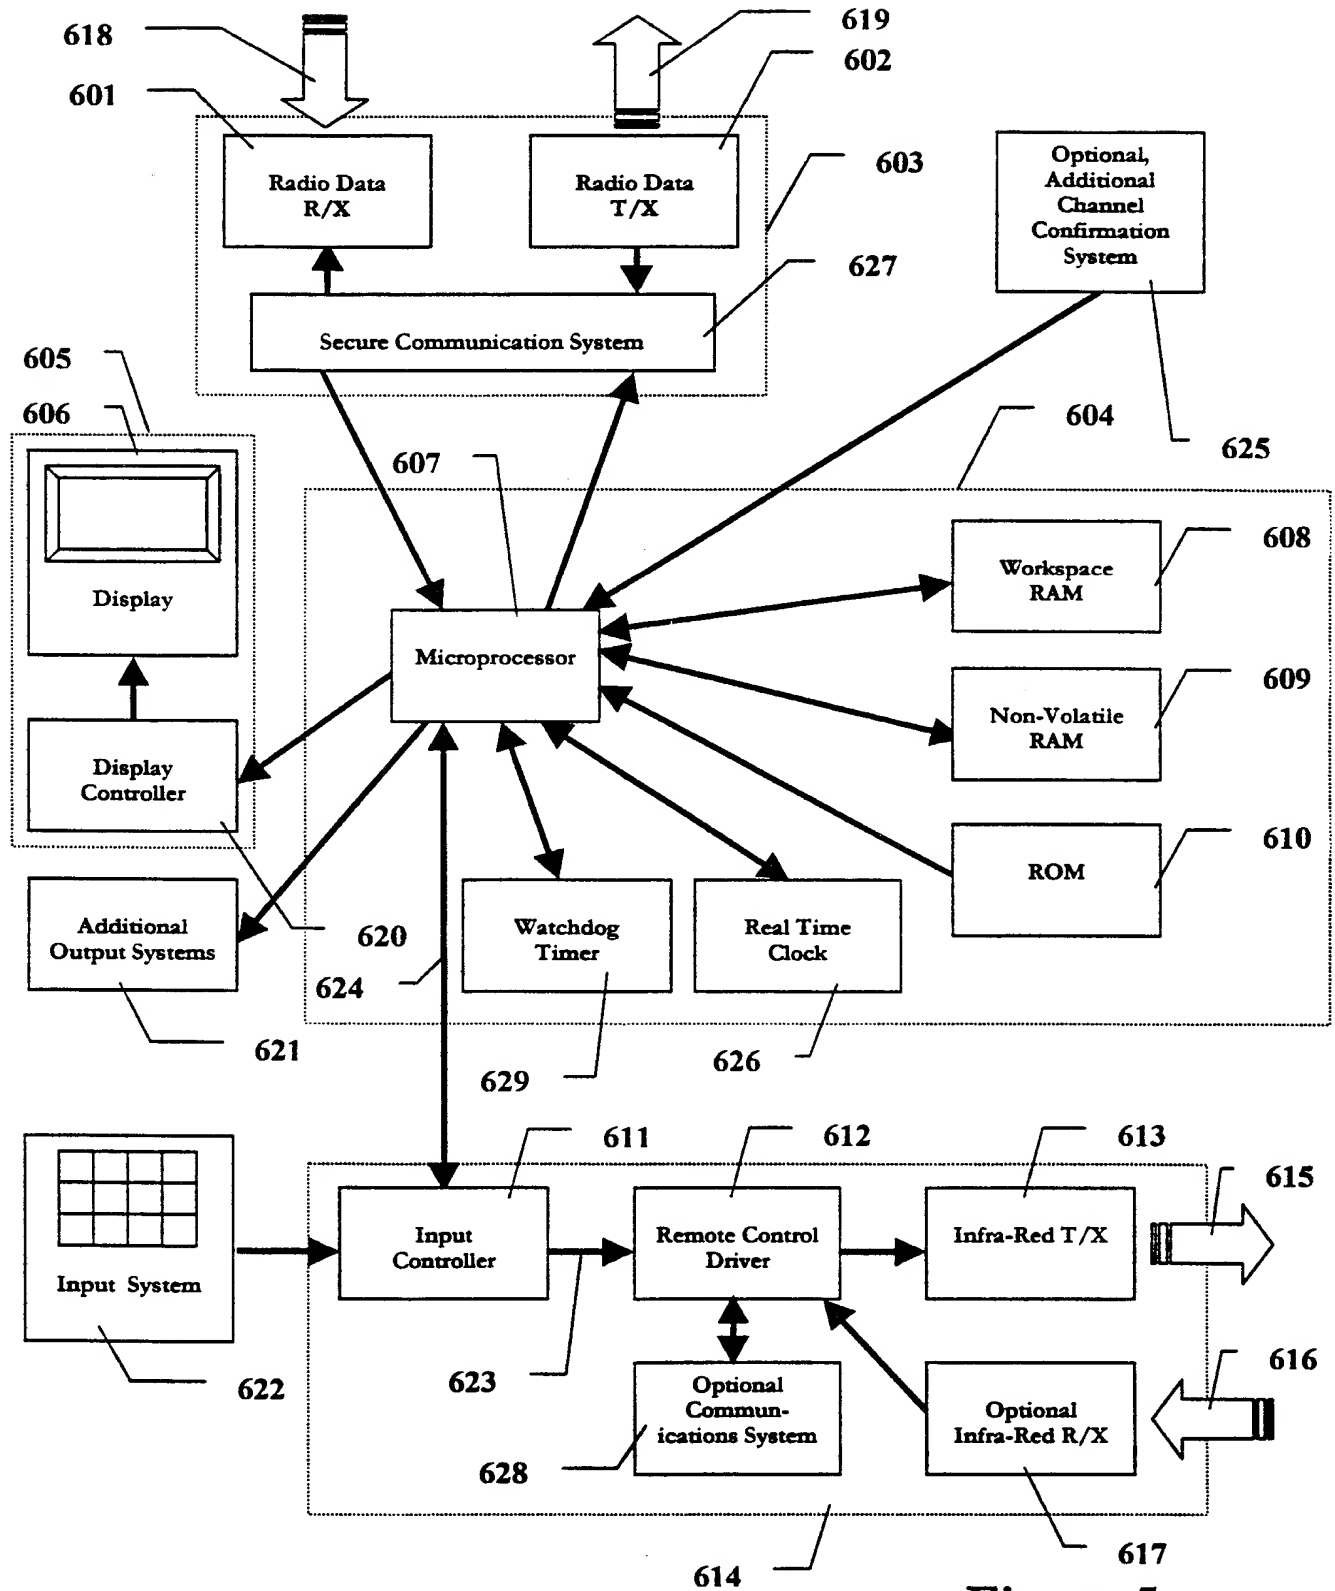 618
619
602
601
Radio Data
R/X
Radio Data
T/X
603
Optional,
Additional
Channel
Confirmation
System
627
Secure Communication System
605
606
604
625
607
Display
608
Workspace
RAM
Microprocessor
609
Non-Volatile
RAM
Display
Controller
610
ROM
Additional
Output Systems
620
624
Watchdog
Timer
Real Time
Clock
621
629
626
611
612
613
615
Input System
Input
Controller
Remote Control
Driver
Infra-Red T/X
622
623
616
Optional
Commun-
ications System
Optional
Infra-Red R/X
628
614
617